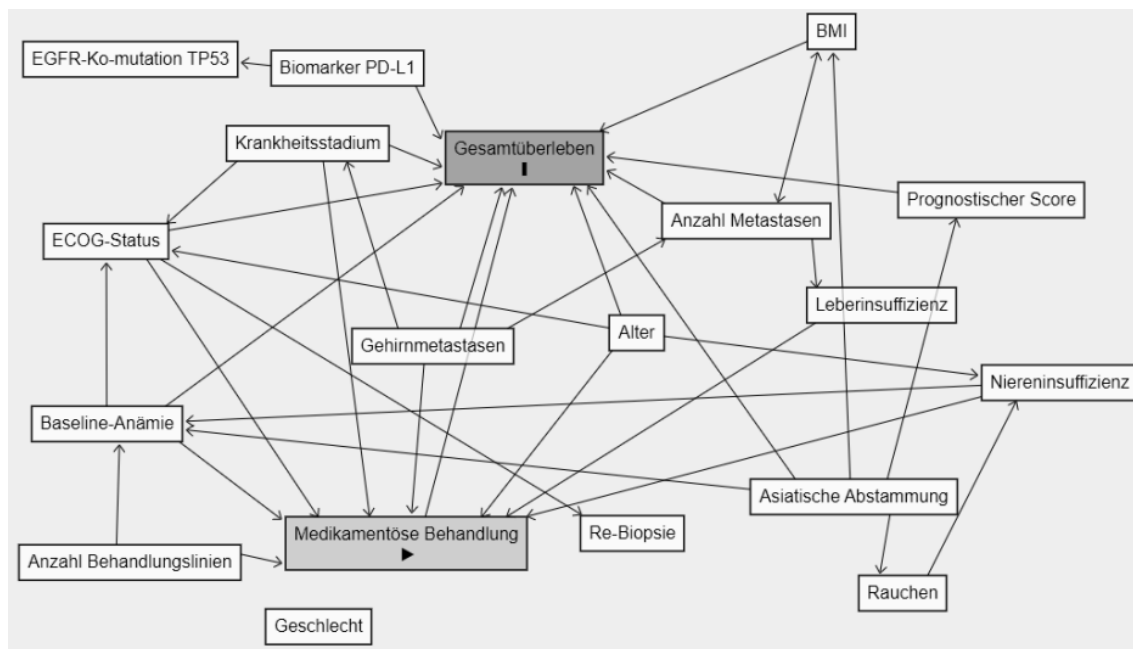 BMI
EGFR-Ko-mutation TP53
Biomarker PD-L1
Krankheitsstadium
Gesamtüberleben
Prognostischer Score
Anzahl Metastasen
ECOG-Status
Leberinsuffizienz
Alter
Gehirnmetastasen
Niereninsuffizienz
Baseline-Anämie
Asiatische Abstammung
Medikamentöse Behandlung
Re-Biopsie
Anzahl Behandlungslinien
Rauchen
Geschlecht